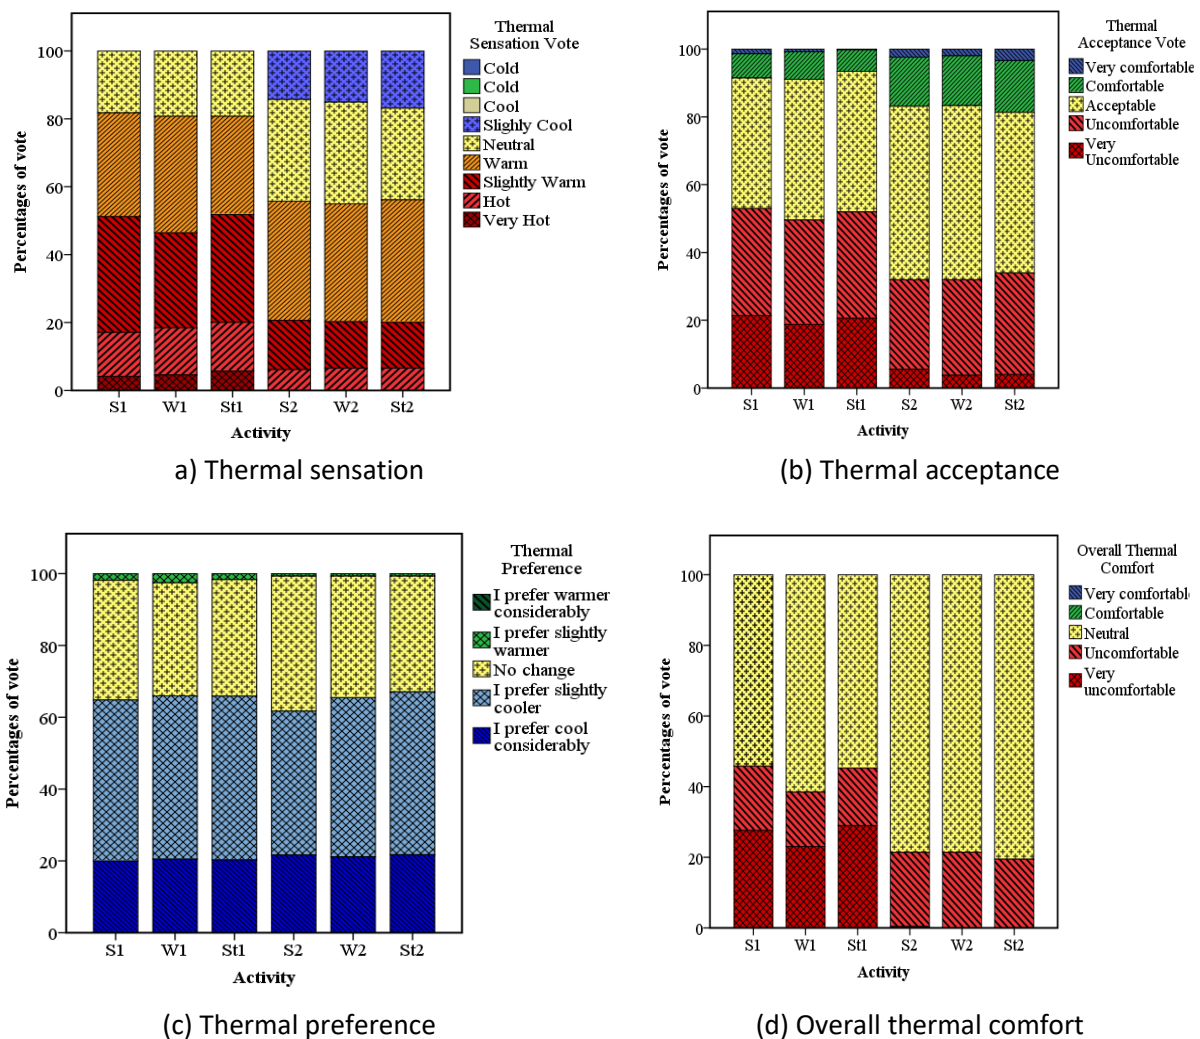 Thermal
Sensation Vote
Cold
Cold
Cool
Slighly Cool
Neutral
Warm
Slightly Warm
Hot
Very Hot
Percentages of vote
100
80
60
40
20
0
S1 W1 St1 S2 W2 St2
Activity
a) Thermal sensation
Thermal
Acceptance Vote
Very comfortable
Comfortable
Acceptable
Uncomfortable
Very
Uncomfortable
Percentages of vote
100
80
60
40
20
0
S1 W1 St1 S2 W2 St2
Activity
(b) Thermal acceptance
Thermal
Preference
I prefer warmer
considerably
I prefer slightly
warmer
No change
I prefer slightly
cooler
I prefer cool
considerably
Percentages of vote
100
80
60
40
20
0
S1 W1 St1 S2 W2 St2
Activity
(c) Thermal preference
Overall Thermal
Comfort
Very comfortabl
Comfortable
Neutral
Uncomfortable
Very
uncomfortable
Percentages of vote
100
80
60
40
20
0
S1 W1 St1 S2 W2 St2
Activity
(d) Overall thermal comfort